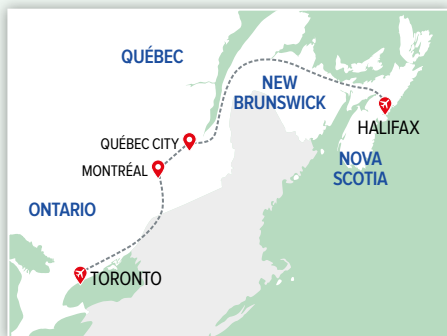 QUÉBEC
NEW
BRUNSWICK
HALIFAX
QUÉBEC CITY
NOVA
SCOTIA
MONTRÉAL
ONTARIO
TORONTO